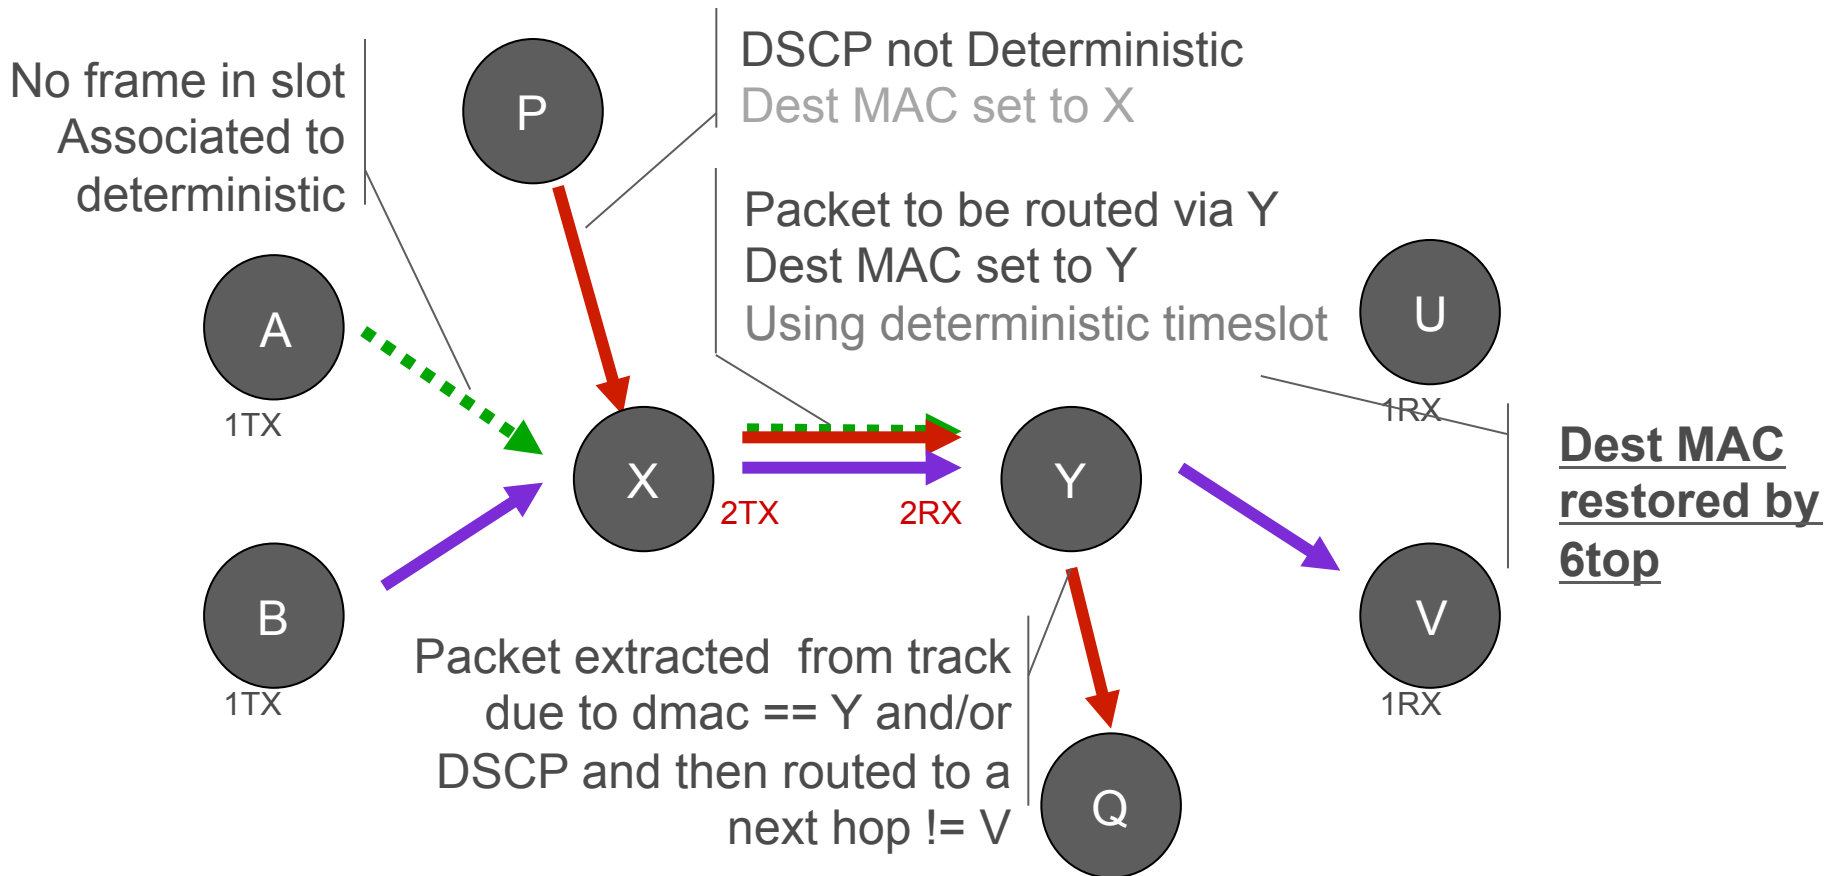 No frame in slot
Associated to
deterministic
P
DSCP not Deterministic
Dest MAC set to X
Packet to be routed via Y
Dest MAC set to Y
Using deterministic timeslot
A
1TX
U
1RX
X
2TX
2RX
Y
Dest MAC
restored by
6top
B
1TX
V
1RX
Packet extracted from track
due to dmac == Y and/or
DSCP and then routed to a
next hop != V
Q